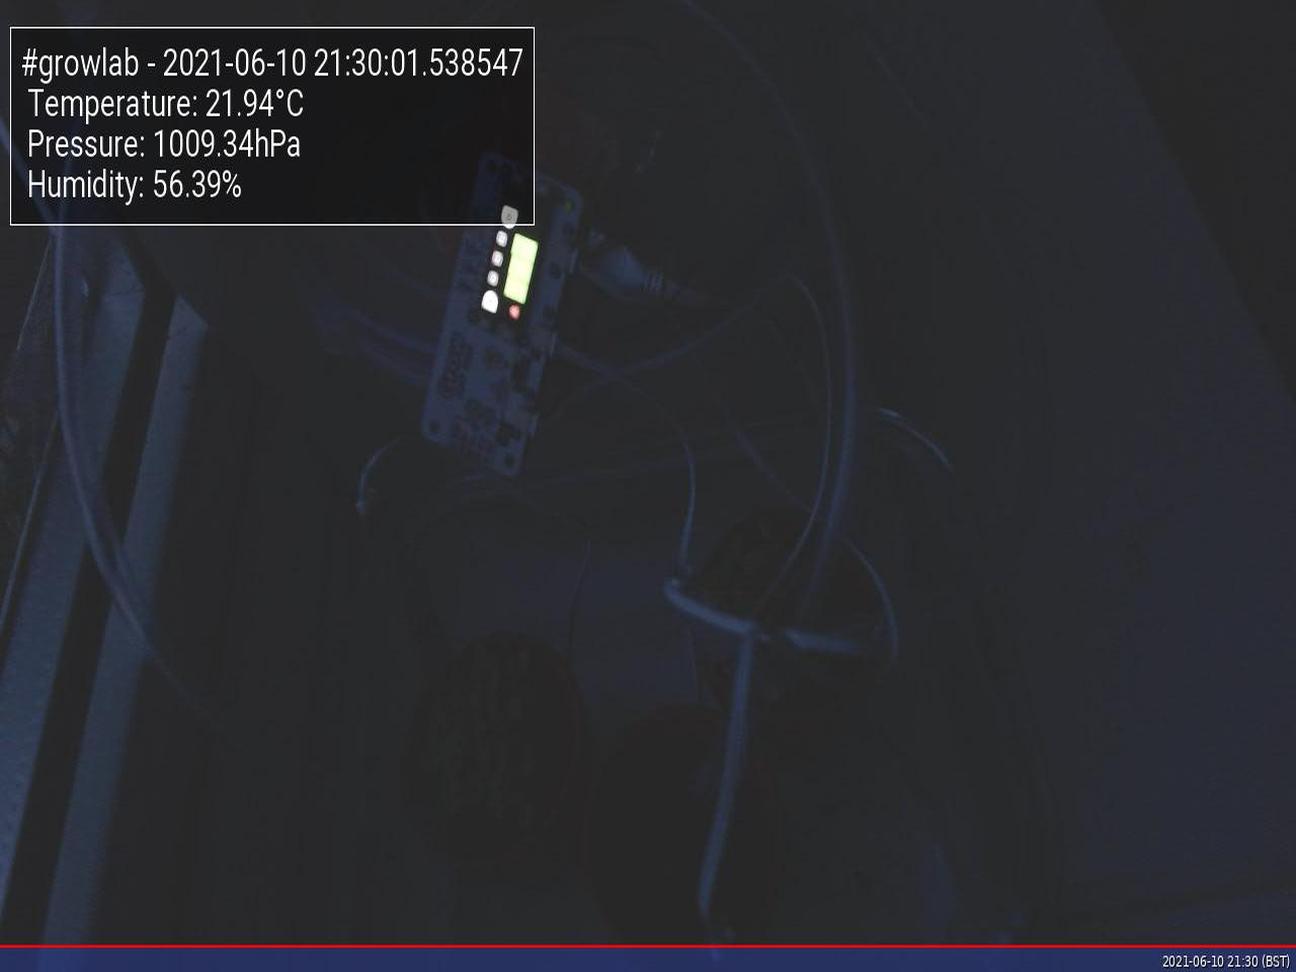 #growlab - 2021-06-10 21:30:01.538547
Temperature: 21.94°C
Pressure: 1009.34hPa
Humidity: 56.39%
2021-06-10 21:30 (BST)